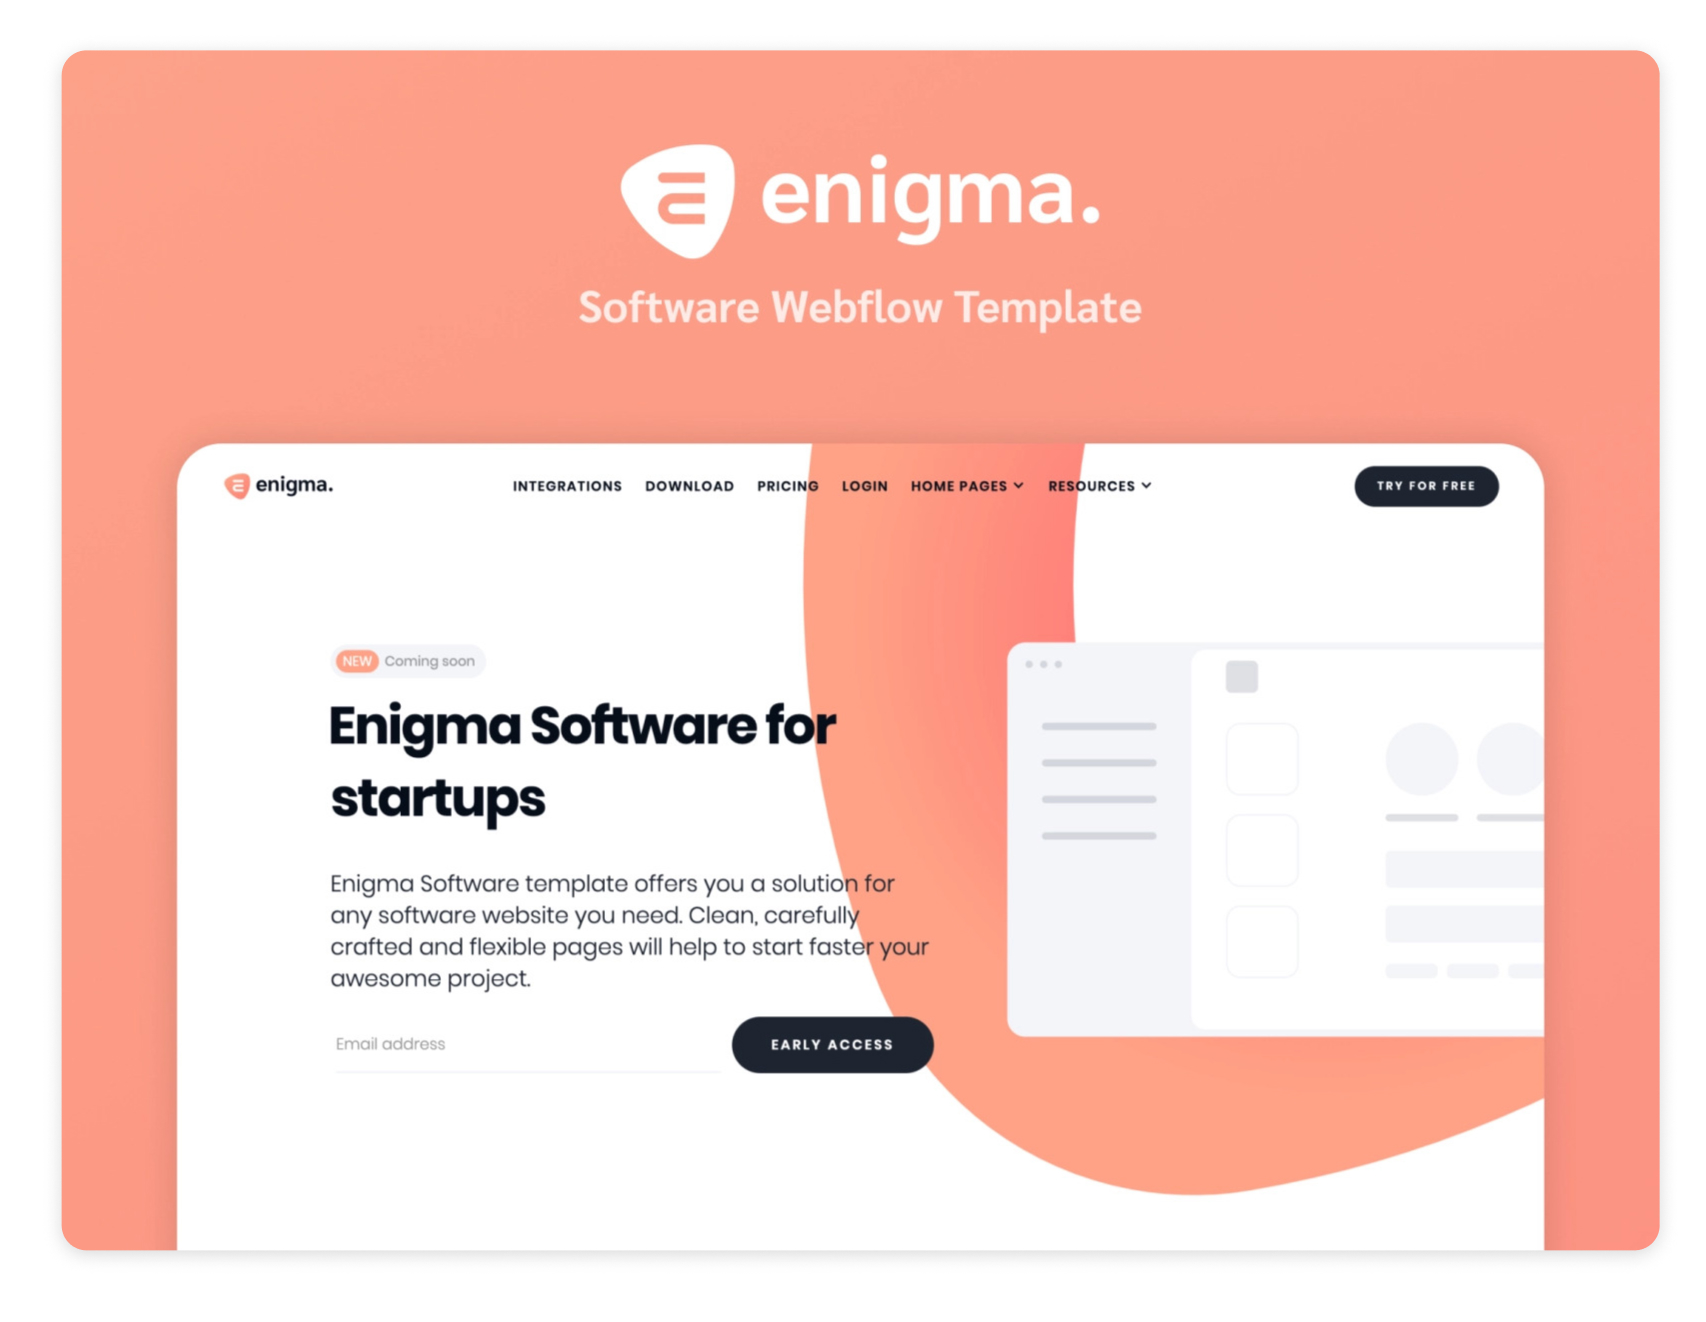 enigma.
Software Webflow Template
enigma. INTEGRATIONS DOWNLOAD PRICING LOGIN HOME PAGES RESOURCES TRY FOR FREE
NEW Coming soon
Enigma Software for
startups
Enigma Software template offers you a solution for
any software website you need. Clean, carefully
crafted and flexible pages will help to start faster your
awesome project.
Email address EARLY ACCESS